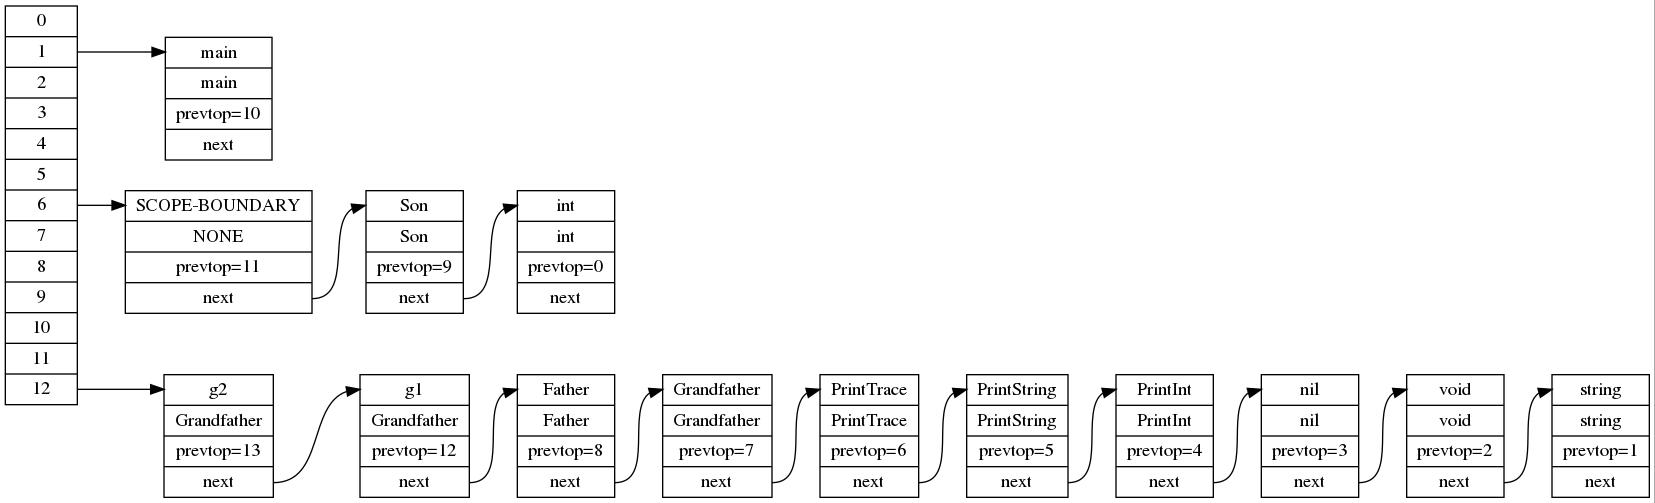 0
1
2
3
4
5
6
7
8
9
10
11
12
main
main
prevtop=10
next
SCOPE-BOUNDARY
NONE
prevtop=11
next
Son
Son
prevtop=9
next
int
int
prevtop=0
next
g2
Grandfather
prevtop=13
next
g1
Grandfather
prevtop=12
next
Father
Father
prevtop=8
next
Grandfather
Grandfather
prevtop=7
next
PrintTrace
PrintTrace
prevtop=6
next
PrintString
PrintString
prevtop=5
next
PrintInt
PrintInt
prevtop=4
next
nil
nil
prevtop=3
next
void
void
prevtop=2
next
string
string
prevtop=1
next